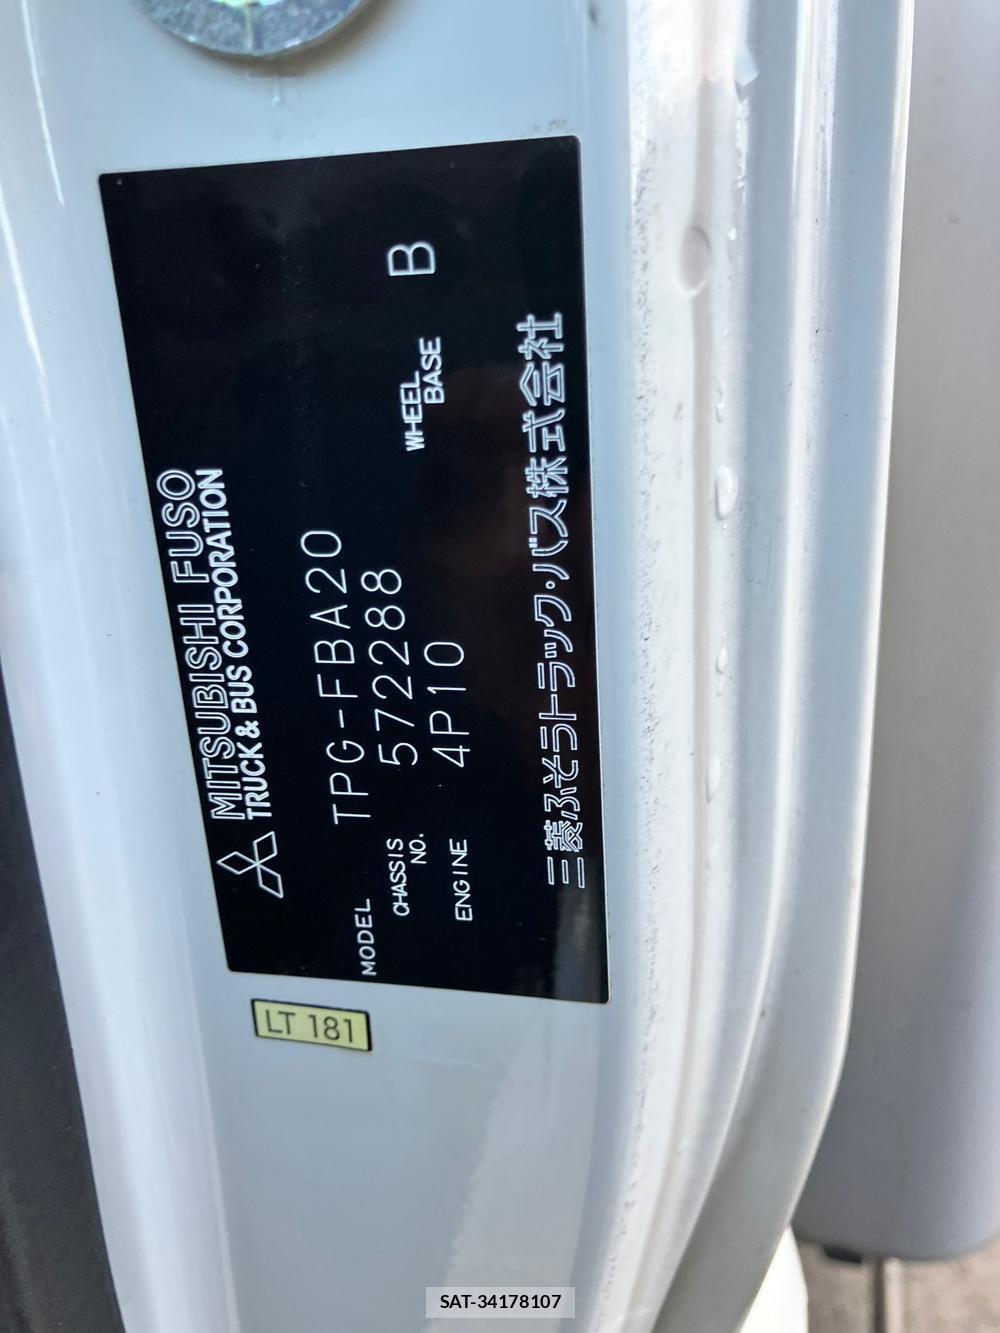 MITSUBISHI FUSO
TRUCK & BUS CORPORATION
MODEL TPG-FBA20
CHASSIS NO. 572288
ENGINE 4P10 WHEEL BASE B
三菱ふそうトラック・バス株式会社
LT 181
SAT-34178107